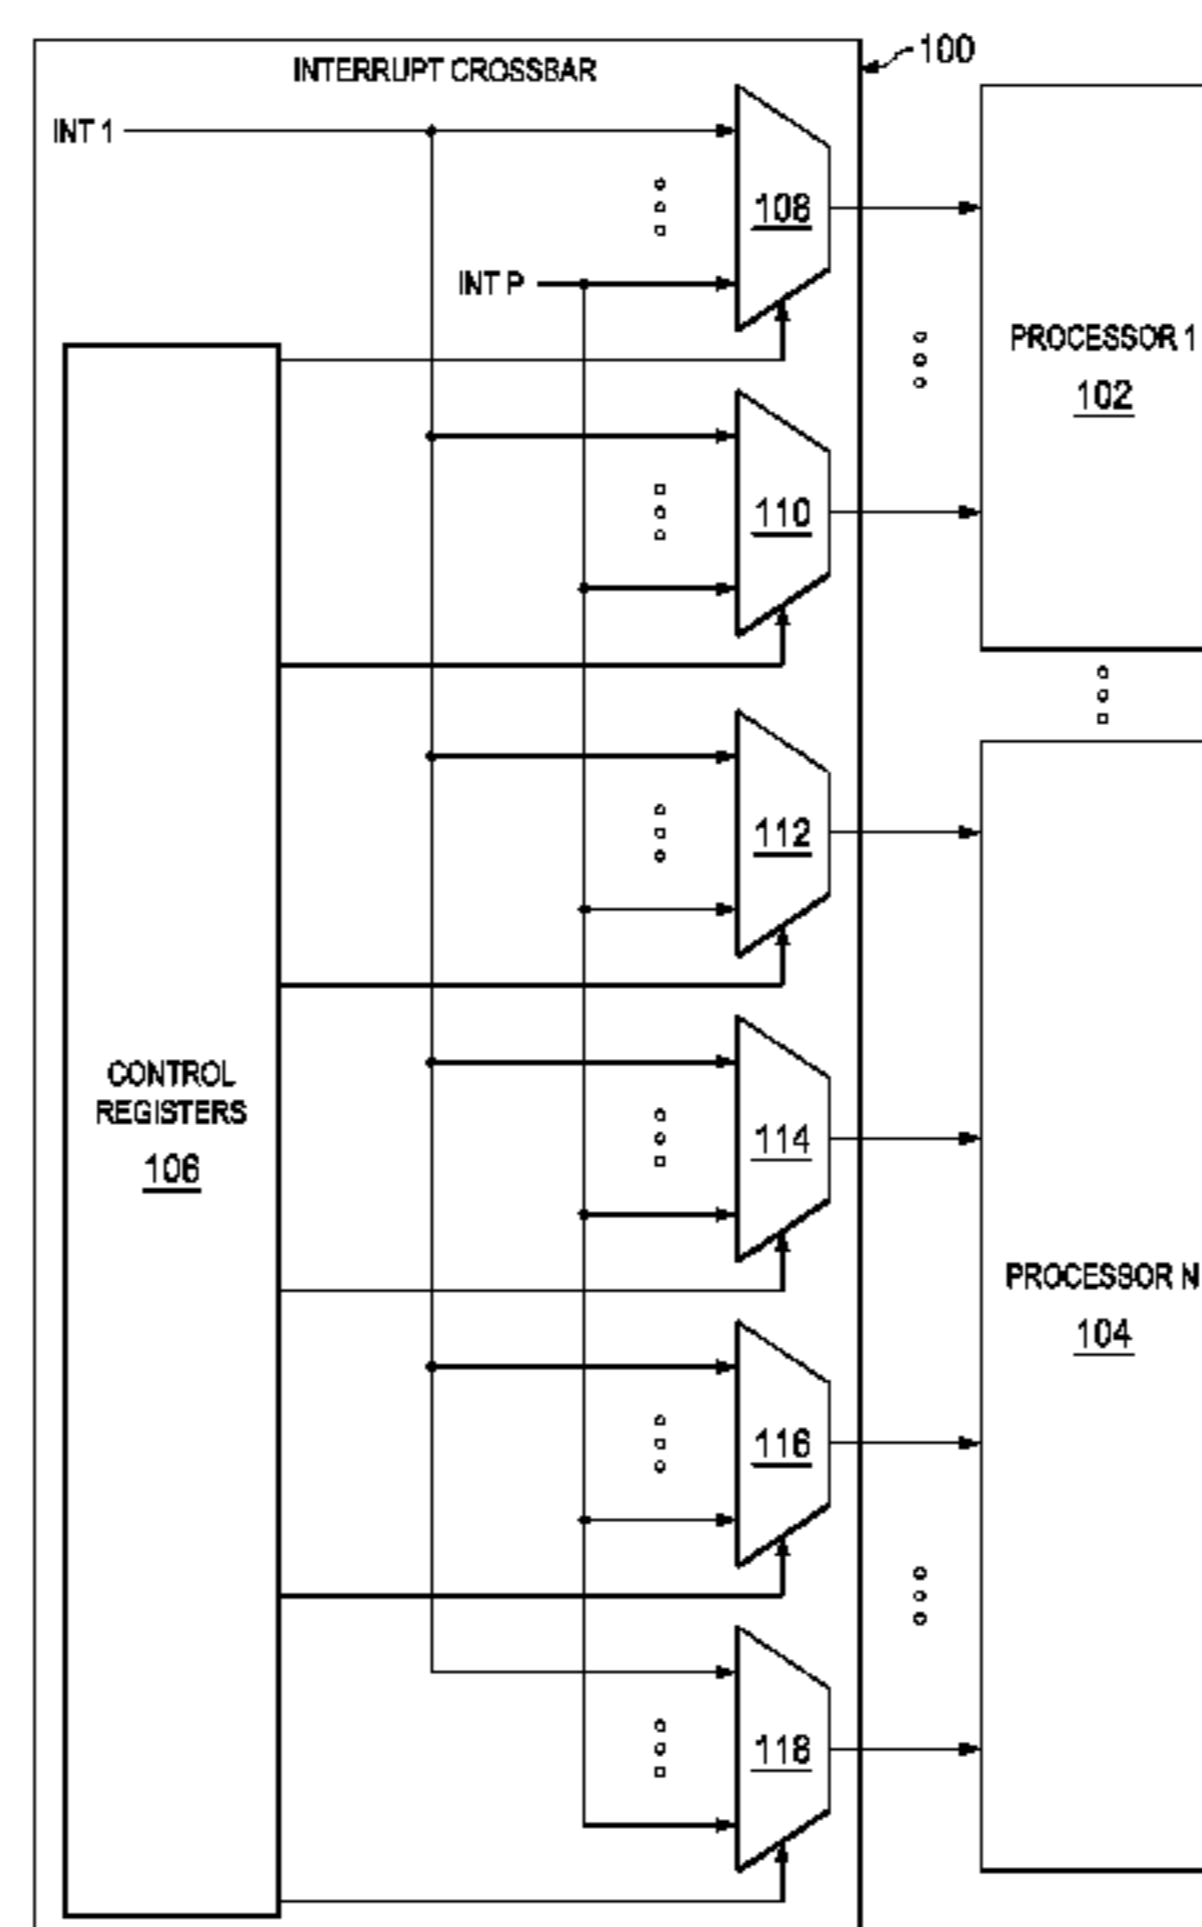 INTERRUPT CROSSBAR
100
INT 1
108
INT P
PROCESSOR 1
102
110
112
CONTROL
REGISTERS
106
114
PROCESSOR N
104
116
118